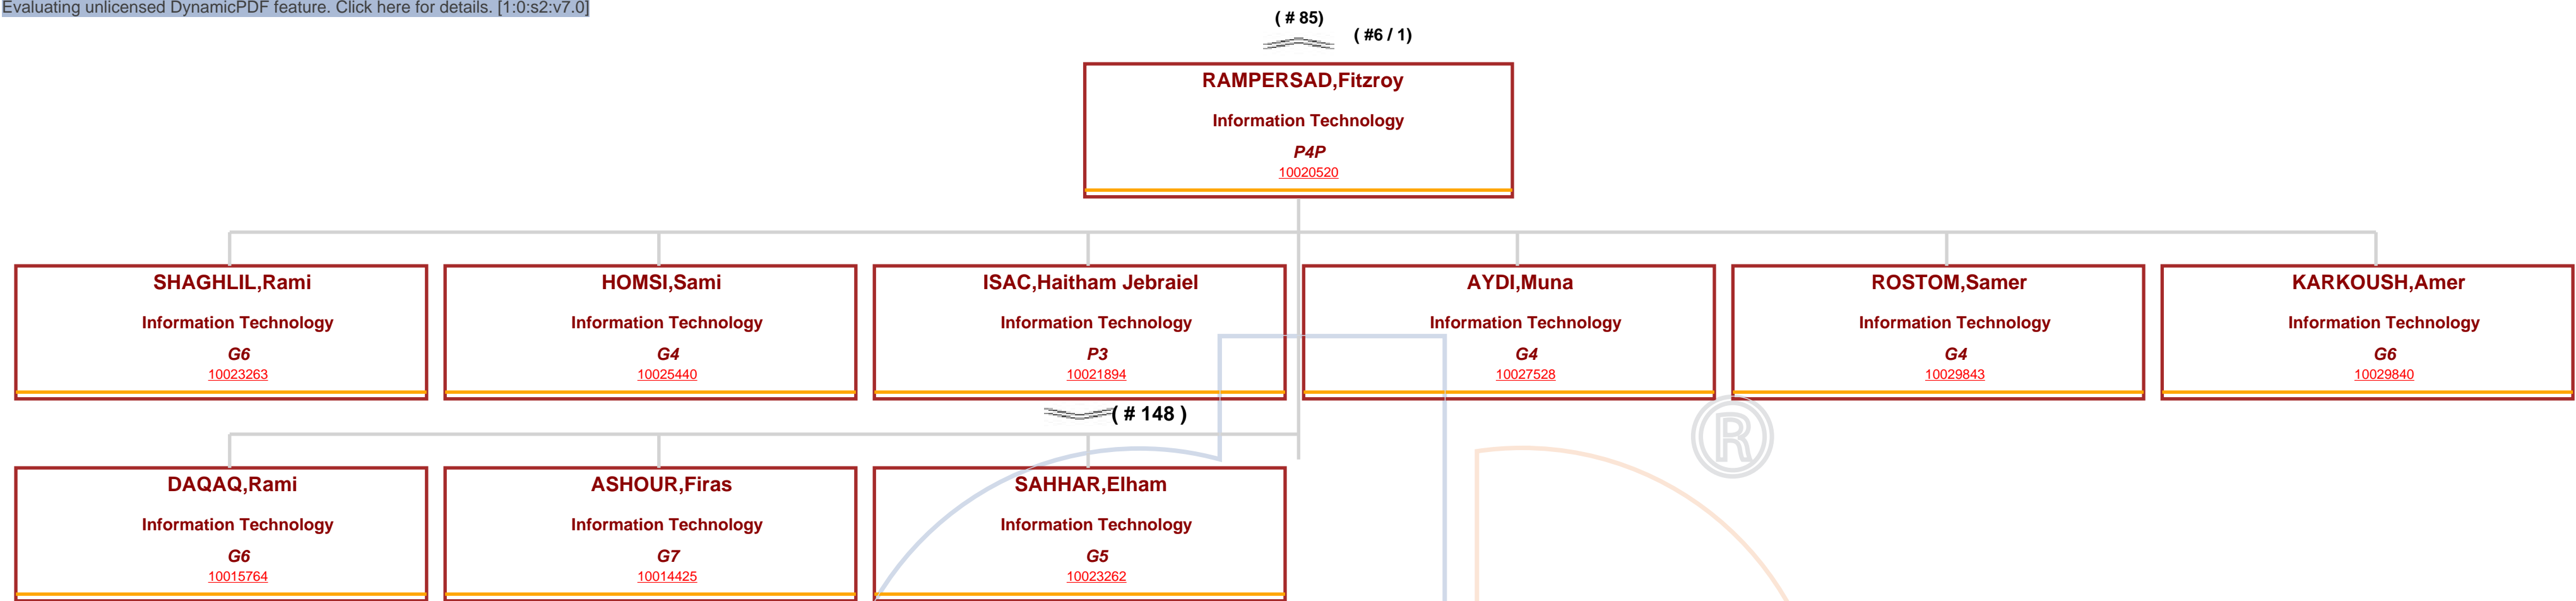 Evaluating unlicensed DynamicPDF feature. Click here for details. [1:0:s2:v7.0]
( # 85)
( #6 / 1)
RAMPERSAD,Fitzroy
Information Technology
P4P
10020520
SHAGHLIL,Rami
Information Technology
G6
10023263
HOMSI,Sami
Information Technology
G4
10025440
ISAC,Haitham Jebraiel
Information Technology
P3
10021894
AYDI,Muna
Information Technology
G4
10027528
ROSTOM,Samer
Information Technology
G4
10029843
KARKOUSH,Amer
Information Technology
G6
10029840
( # 148 )
®
DAQAQ,Rami
Information Technology
G6
10015764
ASHOUR,Firas
Information Technology
G7
10014425
SAHHAR,Elham
Information Technology
G5
10023262